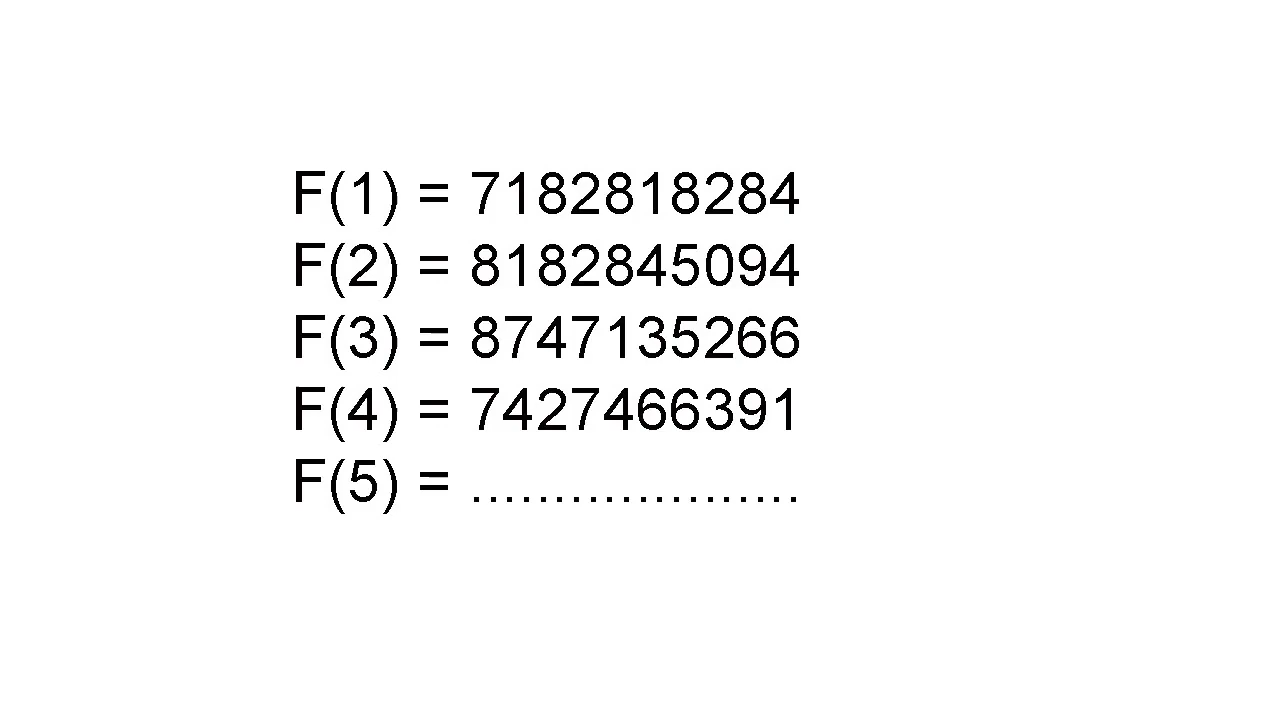 F(1) = 7182818284
F(2) = 8182845094
F(3) = 8747135266
F(4) = 7427466391
F(5) = ....................